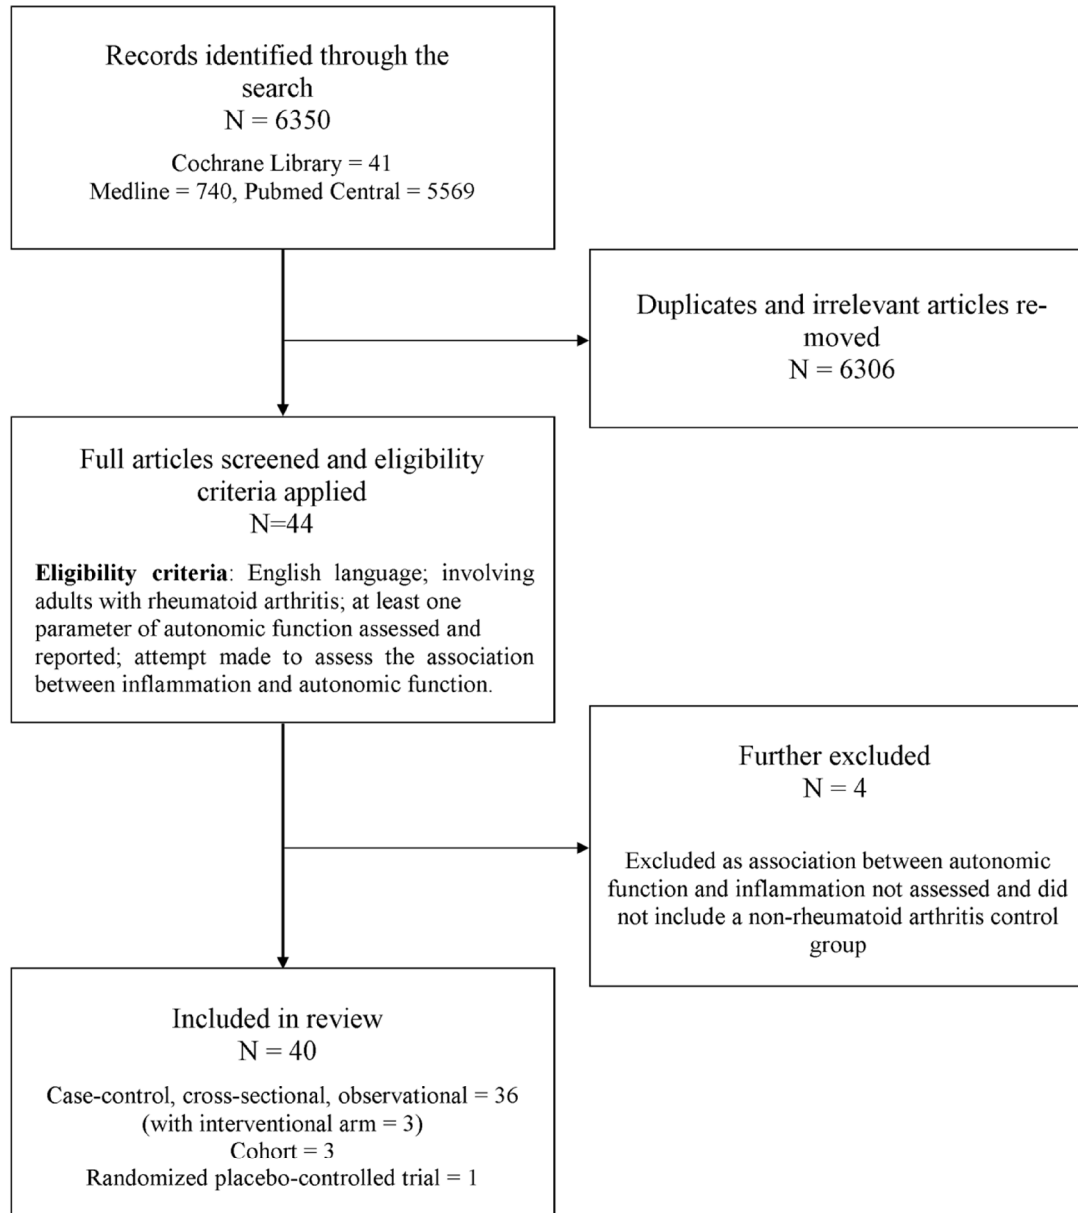 Records identified through the
search
N = 6350
Cochrane Library = 41
Medline = 740, Pubmed Central = 5569
Duplicates and irrelevant articles re-
moved
N = 6306
Full articles screened and eligibility
criteria applied
N=44
Eligibility criteria: English language; involving
adults with rheumatoid arthritis; at least one
parameter of autonomic function assessed and
reported; attempt made to assess the association
between inflammation and autonomic function.
Further excluded
N = 4
Excluded as association between autonomic
function and inflammation not assessed and did
not include a non-rheumatoid arthritis control
group
Included in review
N = 40
Case-control, cross-sectional, observational = 36
(with interventional arm = 3)
Cohort = 3
Randomized placebo-controlled trial = 1